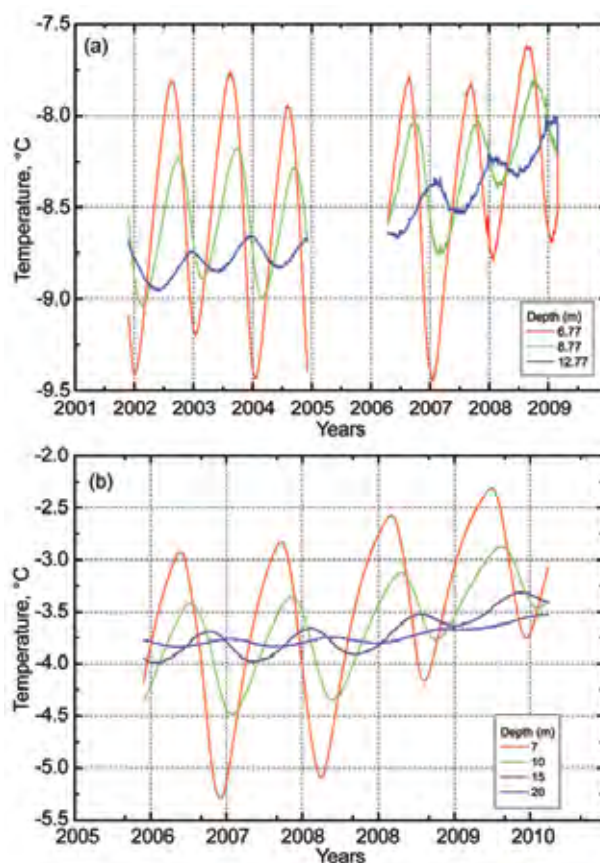 -7.5
(a)
-8.0
-8.5
-9.0
-9.5
Temperature, °C
Depth (m)
6.77
8.77
12.77
2001 2002 2003 2004 2005 2006 2007 2008 2009
Years
-2.0
(b)
-2.5
-3.0
-3.5
-4.0
-4.5
-5.0
-5.5
Temperature, °C
Depth (m)
7
10
15
20
2005 2006 2007 2008 2008 2009 2010
Years